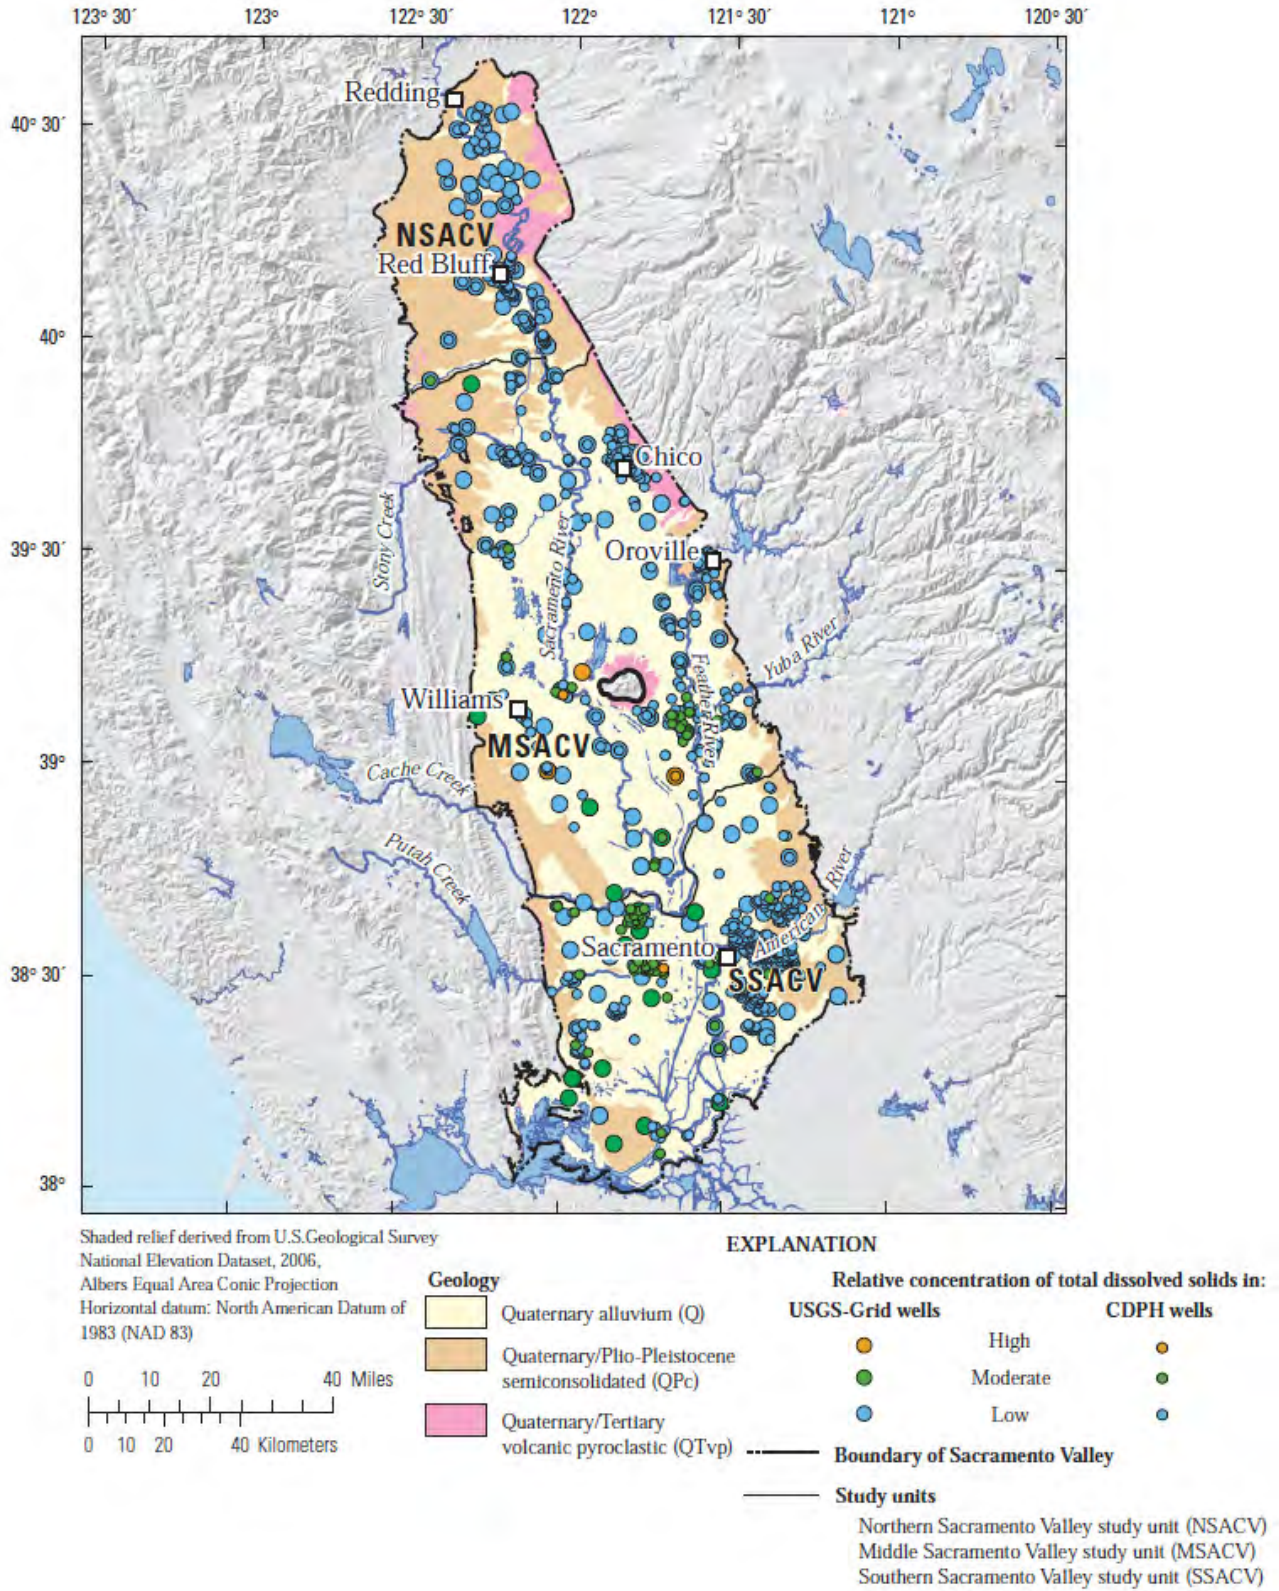 123° 30´ 123° 122° 30´ 122° 121° 30´ 121° 120° 30´
Redding
40° 30´
NSACV
Red Bluff
40°
Chico
Stony Creek
Sacramento River
39° 30´
Oroville
Yuba River
Feather River
Williams
MSACV
39°
Cache Creek
Putah Creek
American River
Sacramento
38° 30´
SSACV
38°
Shaded relief derived from U.S.Geological Survey
National Elevation Dataset, 2006,
Albers Equal Area Conic Projection
Horizontal datum: North American Datum of
1983 (NAD 83)
0 10 20 40 Miles
0 10 20 40 Kilometers
EXPLANATION
Geology
Quaternary alluvium (Q)
Quaternary/Plio-Pleistocene
semiconsolidated (QPc)
Quaternary/Tertiary
volcanic pyroclastic (QTvp)
Relative concentration of total dissolved solids in:
USGS-Grid wells CDPH wells
High
Moderate
Low
Boundary of Sacramento Valley
Study units
Northern Sacramento Valley study unit (NSACV)
Middle Sacramento Valley study unit (MSACV)
Southern Sacramento Valley study unit (SSACV)